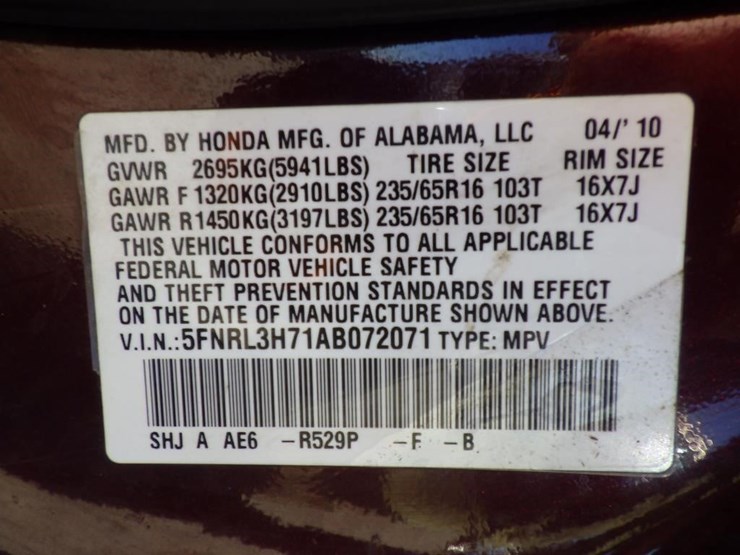 MFD. BY HONDA MFG. OF ALABAMA, LLC 04/' 10
GVWR 2695KG(5941LBS) TIRE SIZE RIM SIZE
GAWR F 1320KG(2910LBS) 235/65R16 103T 16X7J
GAWR R1450KG(3197LBS) 235/65R16 103T 16X7J
THIS VEHICLE CONFORMS TO ALL APPLICABLE
FEDERAL MOTOR VEHICLE SAFETY
AND THEFT PREVENTION STANDARDS IN EFFECT
ON THE DATE OF MANUFACTURE SHOWN ABOVE.
V.I.N.:5FNRL3H71AB072071 TYPE: MPV
SHJ A AE6 -R529P -F -B